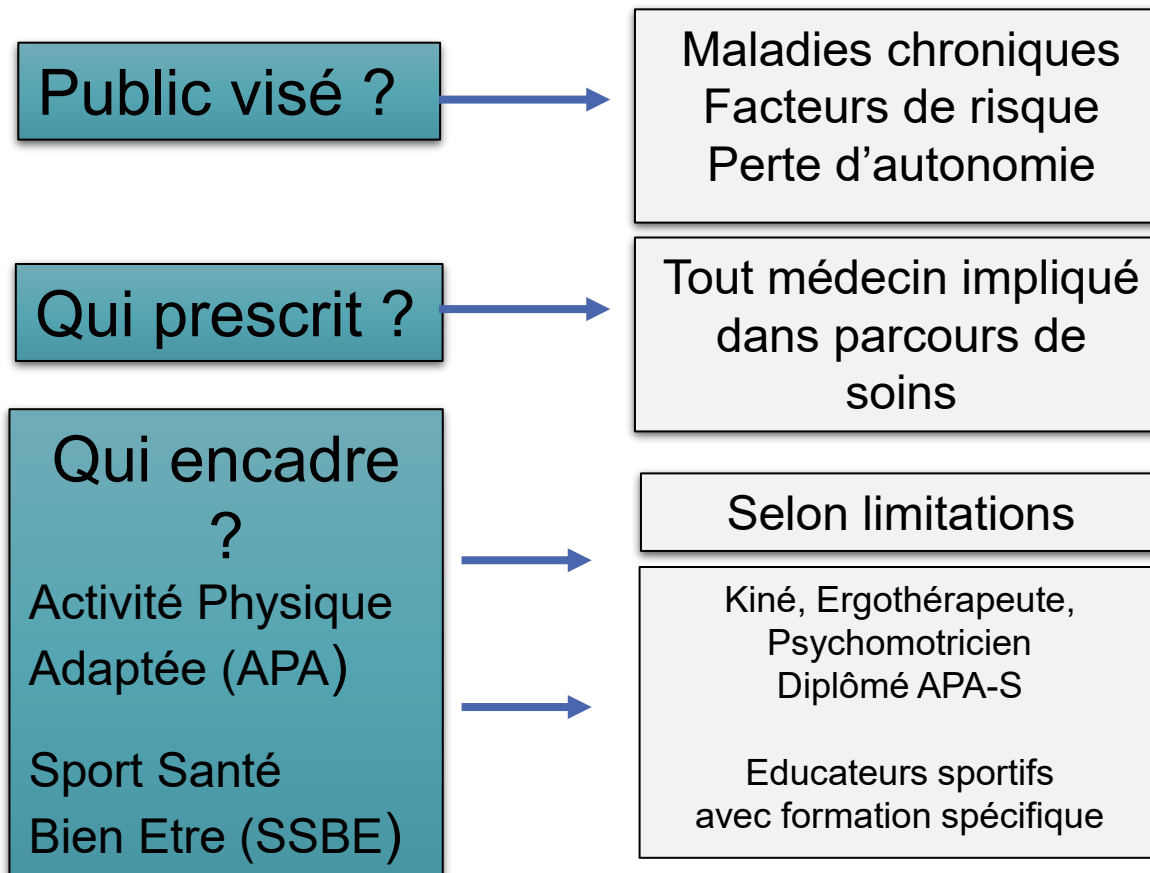 Public visé ?
Maladies chroniques
Facteurs de risque
Perte d’autonomie
Qui prescrit ?
Tout médecin impliqué
dans parcours de
soins
Qui encadre
?
Activité Physique
Adaptée (APA)
Sport Santé
Bien Etre (SSBE)
Selon limitations
Kiné, Ergothérapeute,
Psychomotricien
Diplômé APA-S
Educateurs sportifs
avec formation spécifique